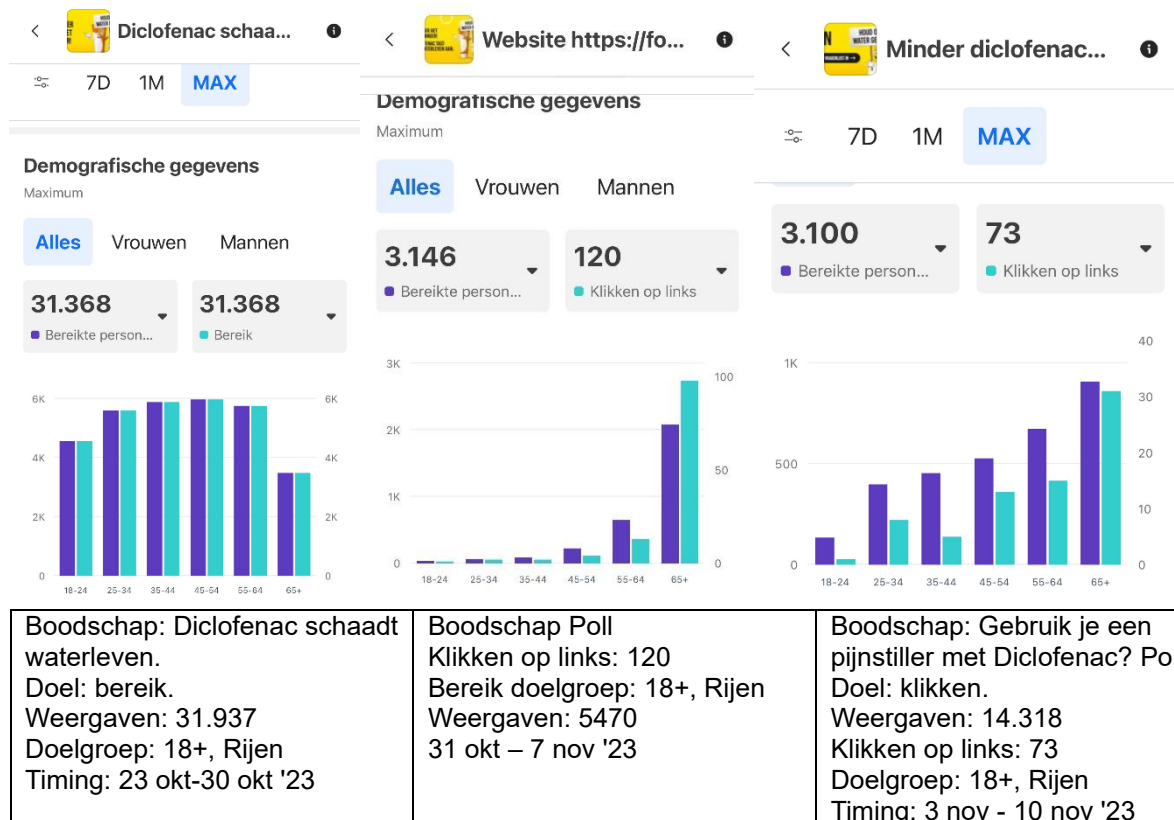 Diclofenac schaa...
7D 1M MAX
Demografische gegevens
Maximum
Alles Vrouwen Mannen
31.368
Bereikte person...
31.368
Bereik
6K
4K
2K
0
6K
4K
2K
0
18-24 25-34 35-44 45-54 55-64 65+
Website https://fo...
Demografische gegevens
Maximum
Alles Vrouwen Mannen
3.146
Bereikte person...
120
Klikken op links
3K
2K
1K
0
100
50
0
18-24 25-34 35-44 45-54 55-64 65+
HOUD
WATER GE
Minder diclofenac...
7D 1M MAX
3.100
Bereikte person...
73
Klikken op links
1K
500
0
40
30
20
10
0
18-24 25-34 35-44 45-54 55-64 65+
Boodschap: Diclofenac schaadt
waterleven.
Doel: bereik.
Weergaven: 31.937
Doelgroep: 18+, Rijen
Timing: 23 okt-30 okt '23
Boodschap Poll
Klikken op links: 120
Bereik doelgroep: 18+, Rijen
Weergaven: 5470
31 okt – 7 nov '23
Boodschap: Gebruik je een
pijnstiller met Diclofenac? Po
Doel: klikken.
Weergaven: 14.318
Klikken op links: 73
Doelgroep: 18+, Rijen
Timing: 3 nov - 10 nov '23